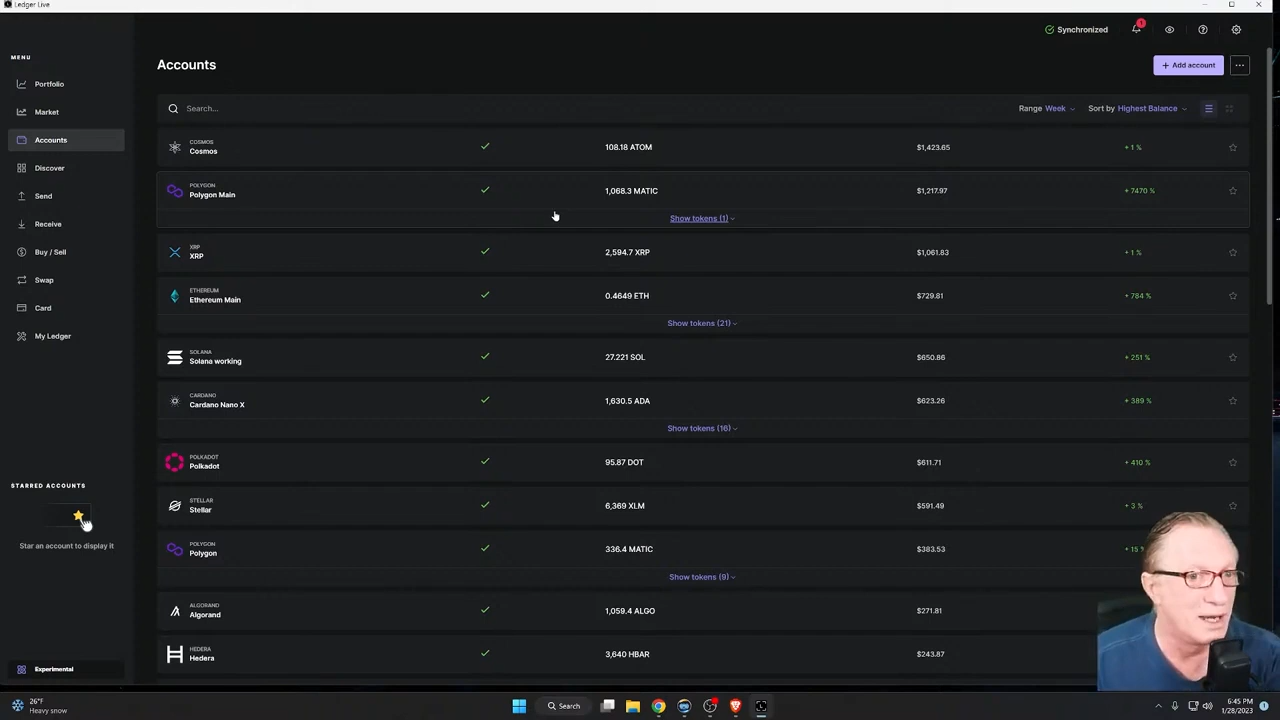 Ledger Live
Synchronized
1
MENU
Portfolio
Market
Accounts
Discover
Send
Receive
Buy / Sell
Swap
Card
My Ledger
STARRED ACCOUNTS
Star an account to display it
Experimental
Accounts
+ Add account
Search...
Range Week
Sort by Highest Balance
COSMOS
Cosmos 108.18 ATOM $1,423.65 + 1 %
POLYGON
Polygon Main 1,068.3 MATIC $1,217.97 + 7470 %
Show tokens (1)
XRP
XRP 2,594.7 XRP $1,061.83 + 1 %
ETHEREUM
Ethereum Main 0.4649 ETH $729.81 + 784 %
Show tokens (21)
SOLANA
Solana working 27.221 SOL $650.86 + 251 %
CARDANO
Cardano Nano X 1,630.5 ADA $623.26 + 389 %
Show tokens (16)
POLKADOT
Polkadot 95.87 DOT $611.71 + 410 %
STELLAR
Stellar 6,369 XLM $591.49 + 3 %
POLYGON
Polygon 336.4 MATIC $383.53 + 15 %
Show tokens (9)
ALGORAND
Algorand 1,059.4 ALGO $271.81
HEDERA
Hedera 3,640 HBAR $243.87
26°F
Heavy snow
Search
6:45 PM
1/28/2023